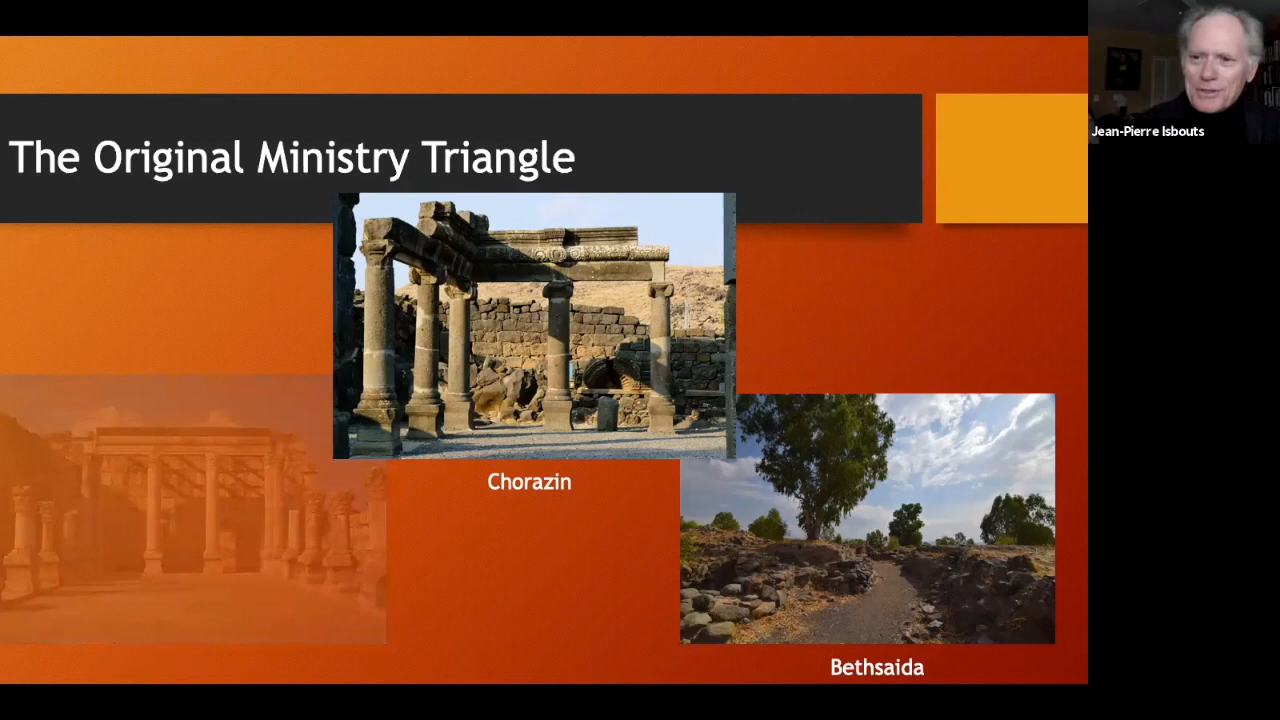 The Original Ministry Triangle
Jean-Pierre Isbouts
Chorazin
Bethsaida